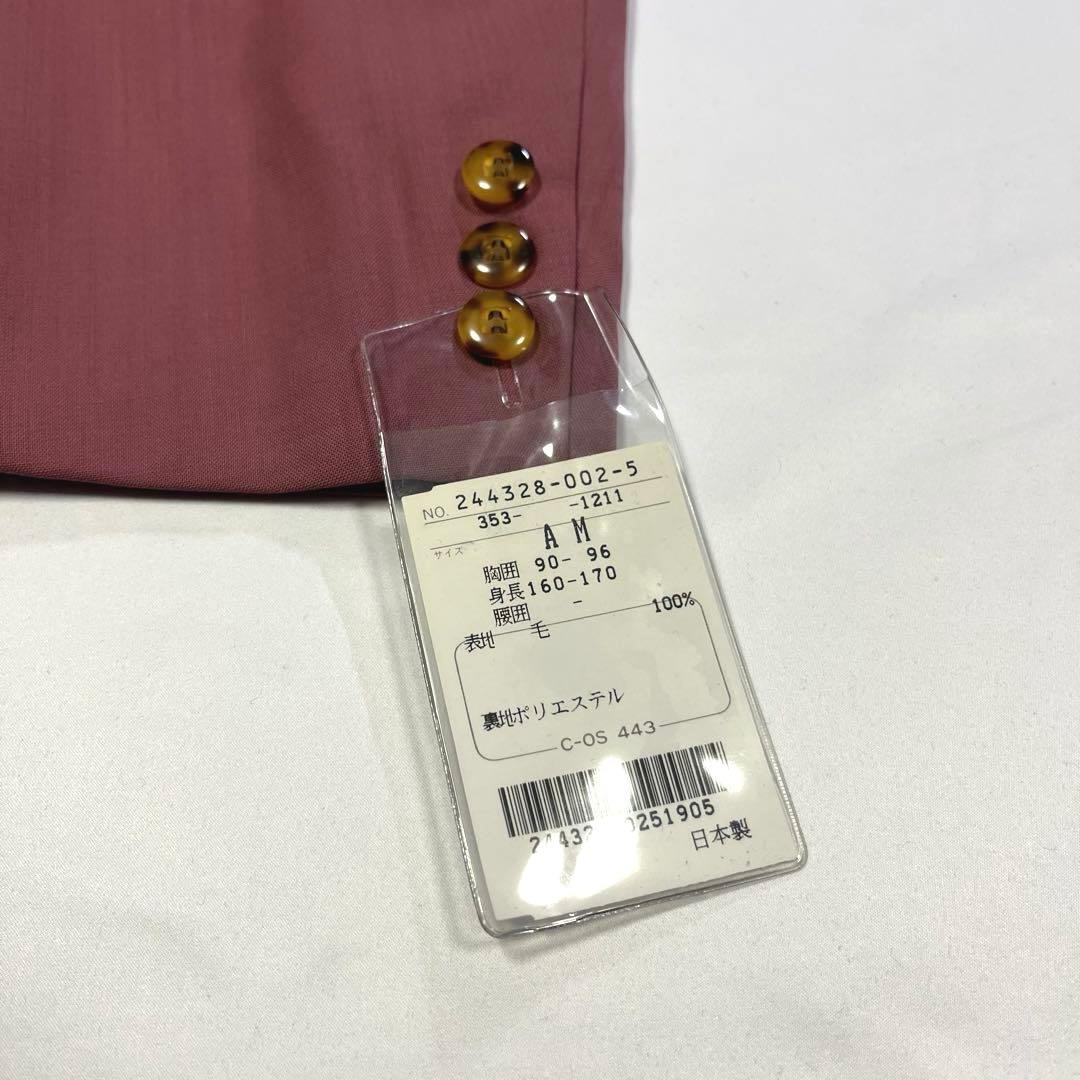 NO. 244328-002-5
353- -1211
サイズ A M
胸囲 90- 96
身長 160-170
腰囲 -
表地 毛 100%
裏地 ポリエステル
C-OS 443
0251905
日本製